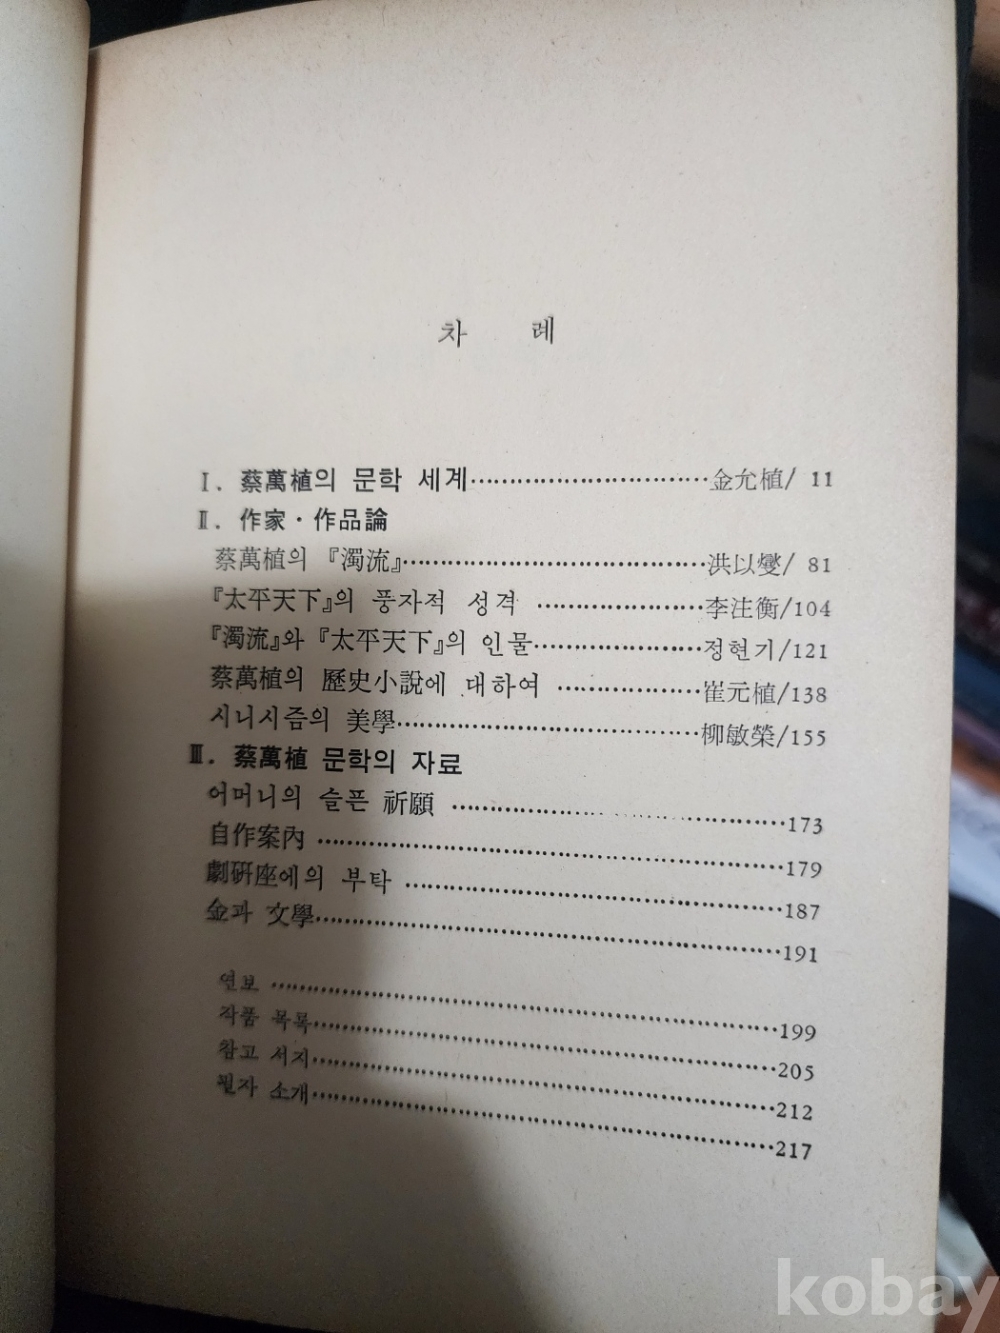 차 례
Ⅰ. 蔡萬植의 문학 세계……………………………金允植/ 11
Ⅱ. 作家・作品論
蔡萬植의 『濁流』……………………………洪以燮/ 81
『太平天下』의 풍자적 성격 …………………李注衡/104
『濁流』와 『太平天下』의 인물…………………정현기/121
蔡萬植의 歷史小說에 대하여 ………………崔元植/138
시니시즘의 美學……………………………柳敏榮/155
Ⅲ. 蔡萬植 문학의 자료
어머니의 슬픈 祈願 ……………………………173
自作案內 ……………………………179
劇硏座에의 부탁 ……………………………187
金과 文學……………………………191
연보 ……………………………199
작품 목록……………………………205
참고 서지……………………………212
필자 소개……………………………217
kobay